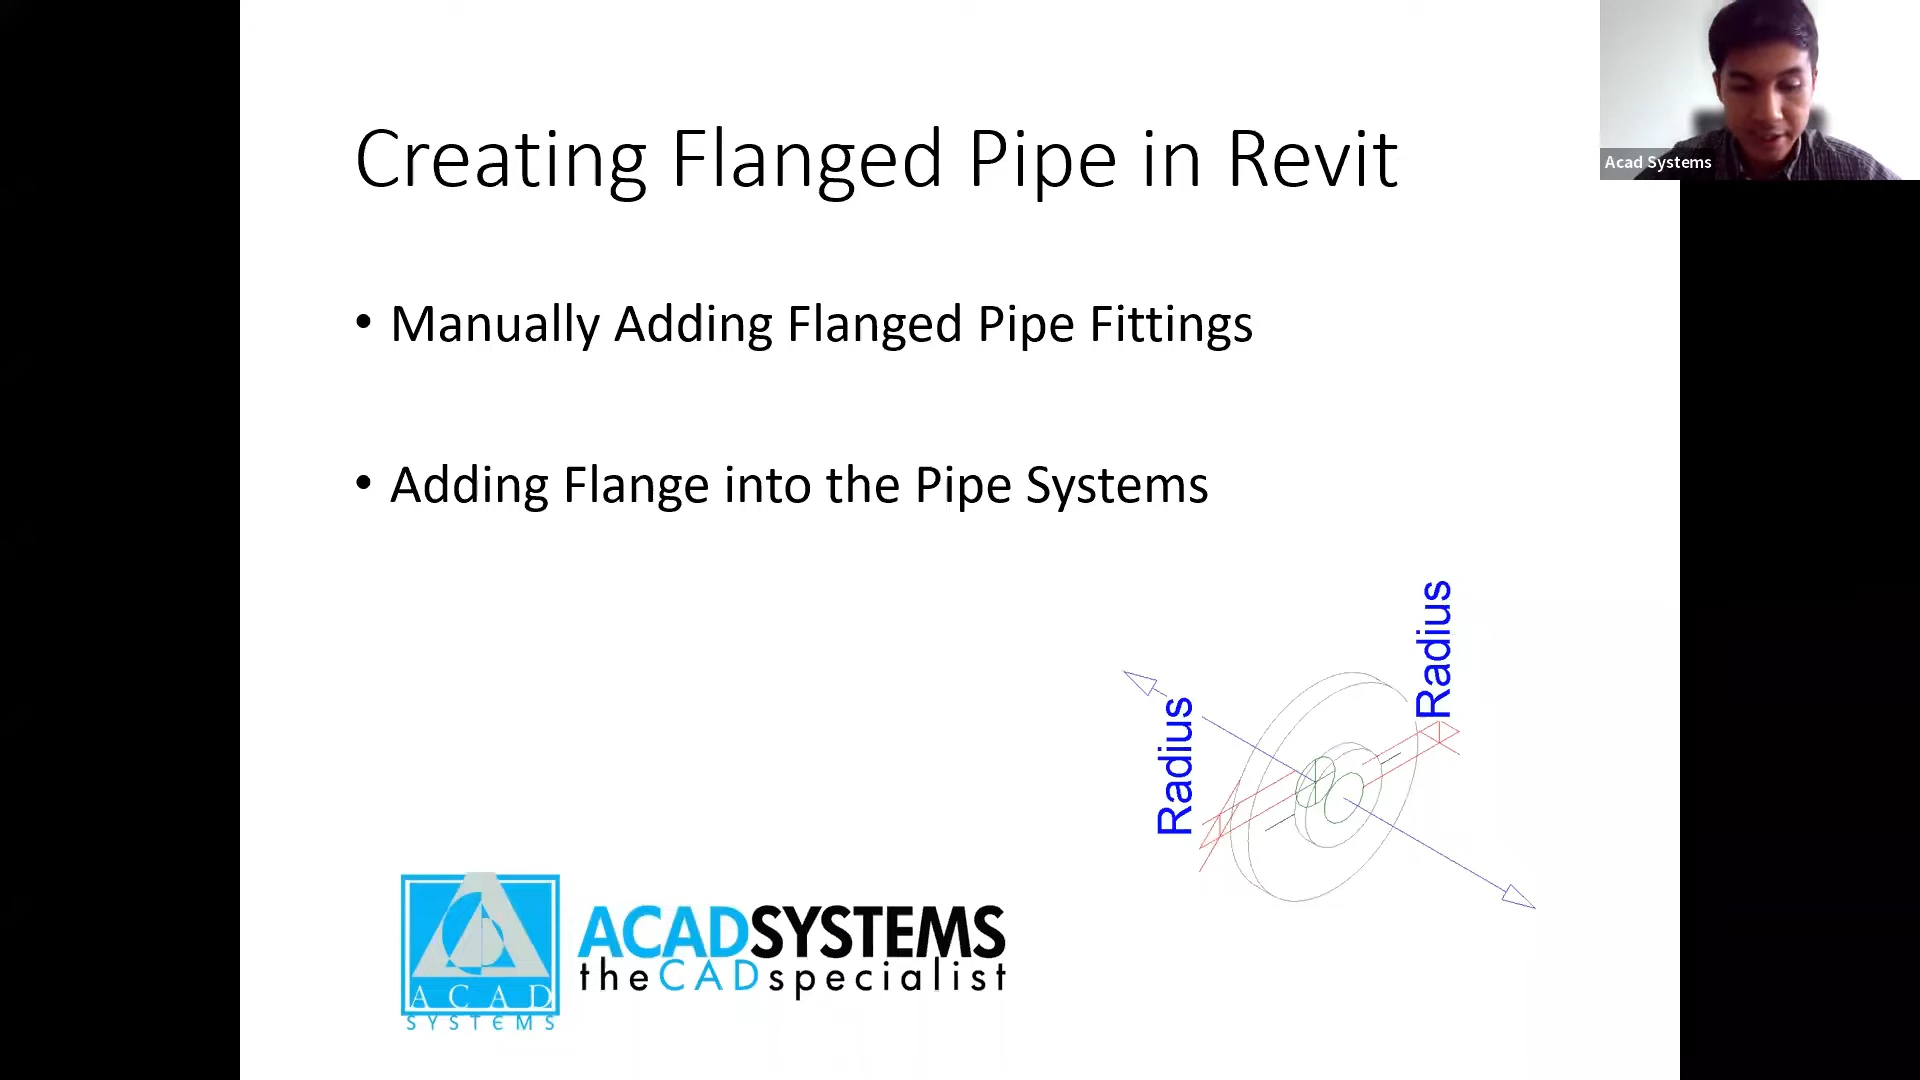 Creating Flanged Pipe in Revit
Acad Systems
• Manually Adding Flanged Pipe Fittings
• Adding Flange into the Pipe Systems
Radius
Radius
ACAD
SYSTEMS
ACADSYSTEMS
theCADspecialist